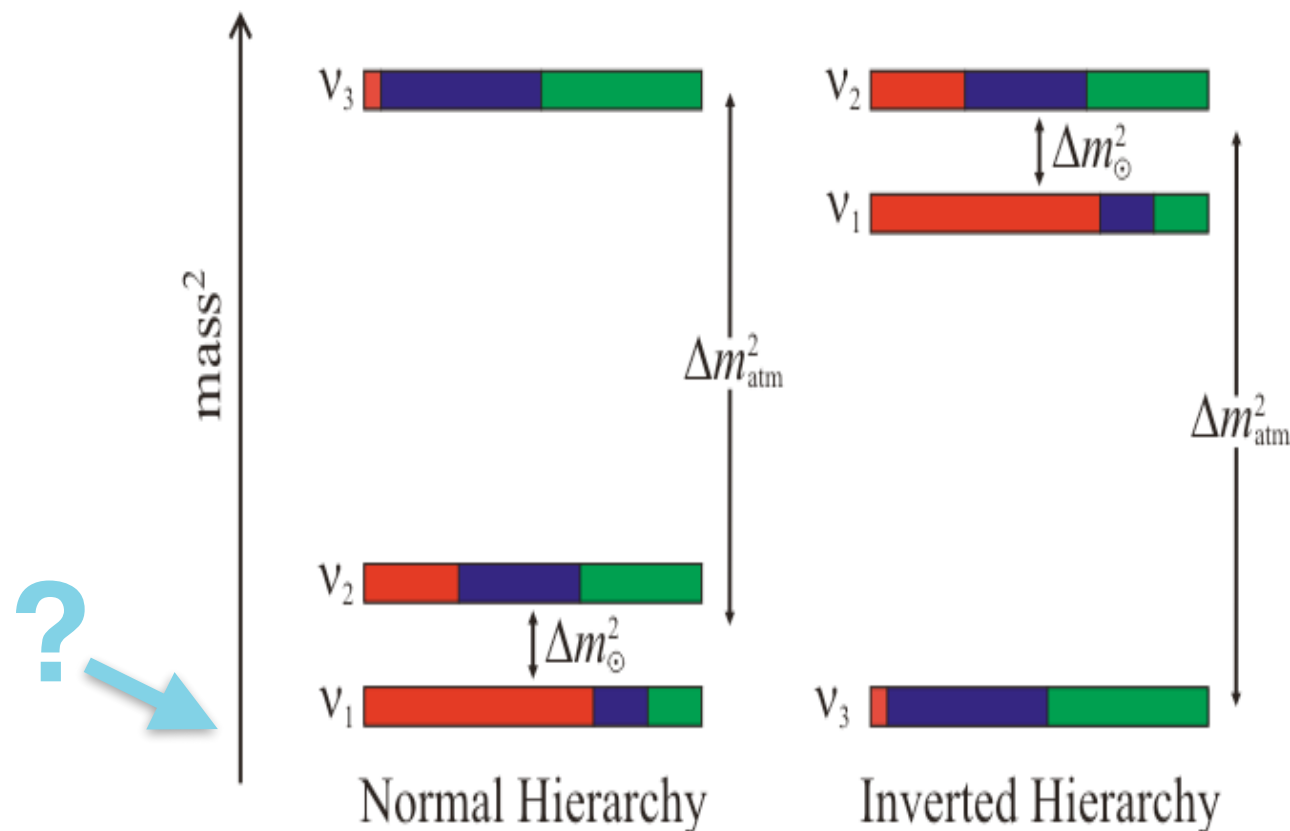 mass²
?
ν₃
Δm²atm
ν₂
Δm²⊙
ν₁
Normal Hierarchy
ν₂
Δm²⊙
ν₁
Δm²atm
ν₃
Inverted Hierarchy